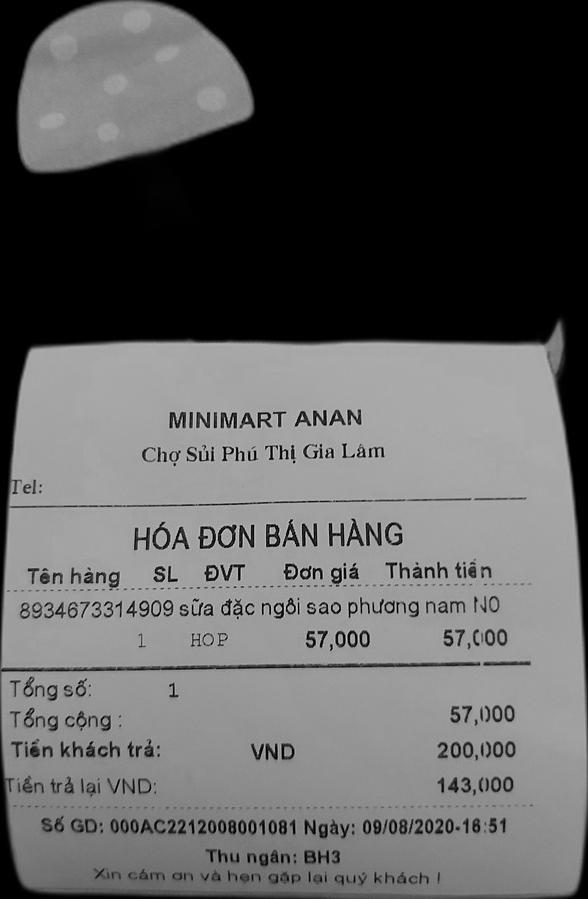 MINIMART ANAN
Chợ Sủi Phú Thị Gia Lâm
Tel:
HÓA ĐƠN BÁN HÀNG
Tên hàng SL ĐVT Đơn giá Thành tiền
8934673314909 sữa đặc ngôi sao phương nam N0
1 HOP 57,000 57,000
Tổng số: 1
Tổng cộng : 57,000
Tiền khách trả: VND 200,000
Tiền trả lại VND: 143,000
Số GD: 000AC2212008001081 Ngày: 09/08/2020-16:51
Thu ngân: BH3
Xin cám ơn và hẹn gặp lại quý khách !